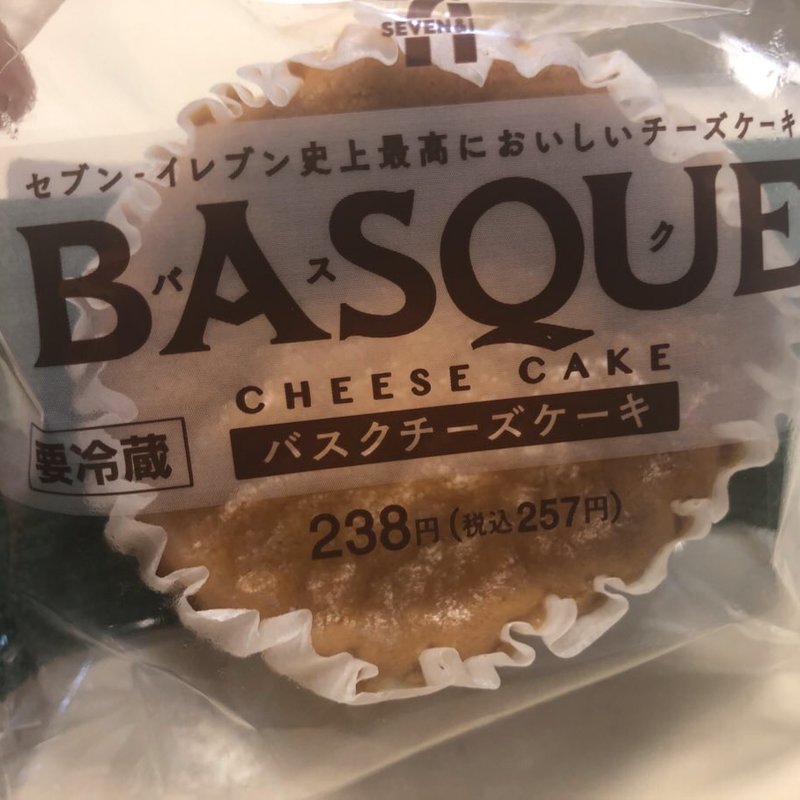 SEVEN&i
セブン-イレブン史上最高においしいチーズケーキ
BASQUE
バスク
CHEESE CAKE
バスクチーズケーキ
要冷蔵
238円(税込257円)